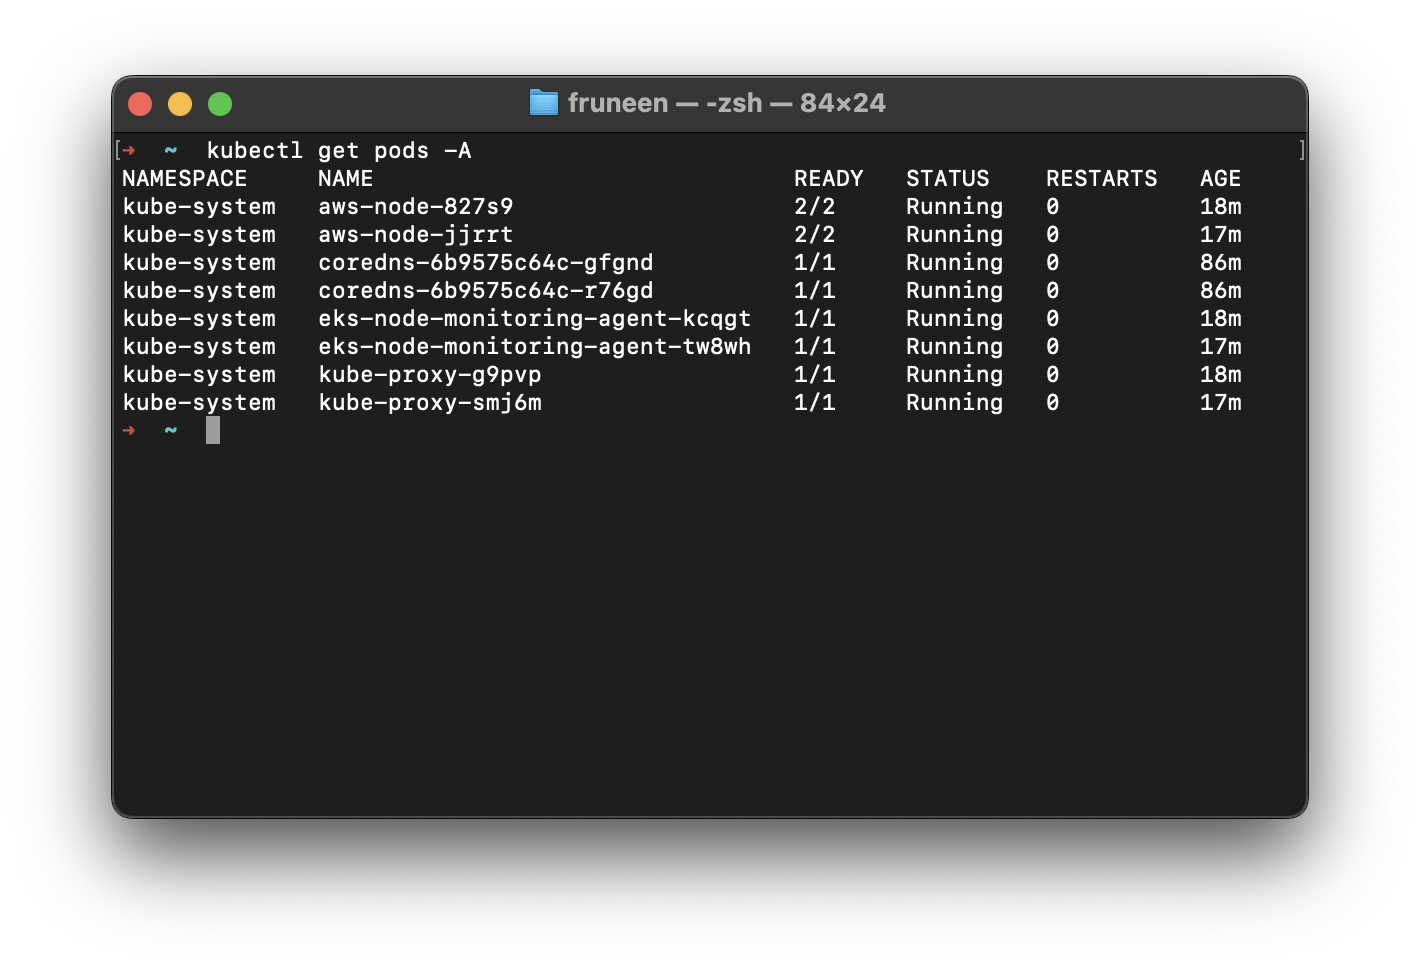 fruneen — -zsh — 84×24
[➜  ~  kubectl get pods -A ]
NAMESPACE     NAME                              READY   STATUS    RESTARTS   AGE
kube-system   aws-node-827s9                    2/2     Running   0          18m
kube-system   aws-node-jjrrt                    2/2     Running   0          17m
kube-system   coredns-6b9575c64c-gfgnd          1/1     Running   0          86m
kube-system   coredns-6b9575c64c-r76gd          1/1     Running   0          86m
kube-system   eks-node-monitoring-agent-kcqgt   1/1     Running   0          18m
kube-system   eks-node-monitoring-agent-tw8wh   1/1     Running   0          17m
kube-system   kube-proxy-g9pvp                  1/1     Running   0          18m
kube-system   kube-proxy-smj6m                  1/1     Running   0          17m
➜  ~